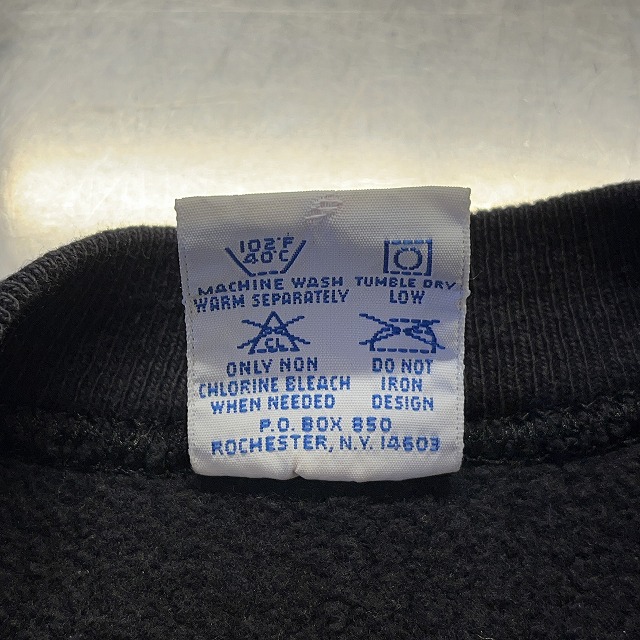 102°F
40°C
MACHINE WASH
WARM SEPARATELY
TUMBLE DRY
LOW
CL
ONLY NON
CHLORINE BLEACH
WHEN NEEDED
DO NOT
IRON
DESIGN
P.O. BOX 850
ROCHESTER, N.Y. 14603